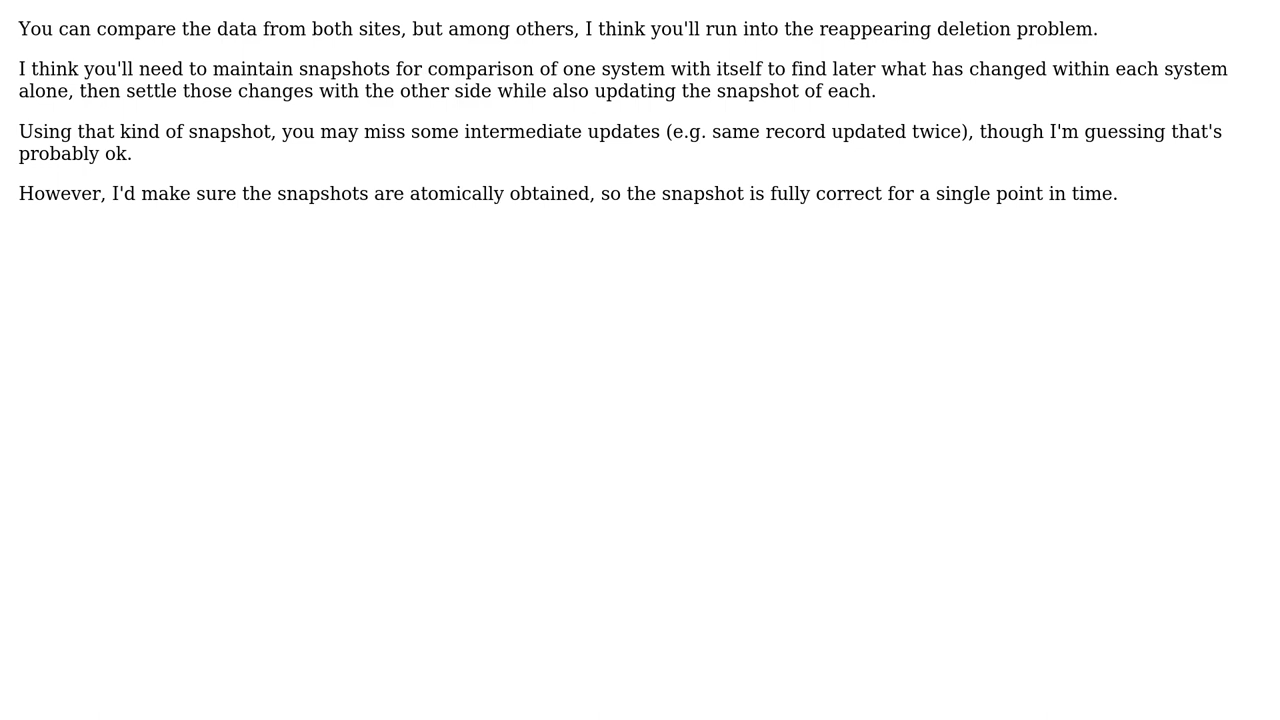 You can compare the data from both sites, but among others, I think you'll run into the reappearing deletion problem.
I think you'll need to maintain snapshots for comparison of one system with itself to find later what has changed within each system
alone, then settle those changes with the other side while also updating the snapshot of each.
Using that kind of snapshot, you may miss some intermediate updates (e.g. same record updated twice), though I'm guessing that's
probably ok.
However, I'd make sure the snapshots are atomically obtained, so the snapshot is fully correct for a single point in time.